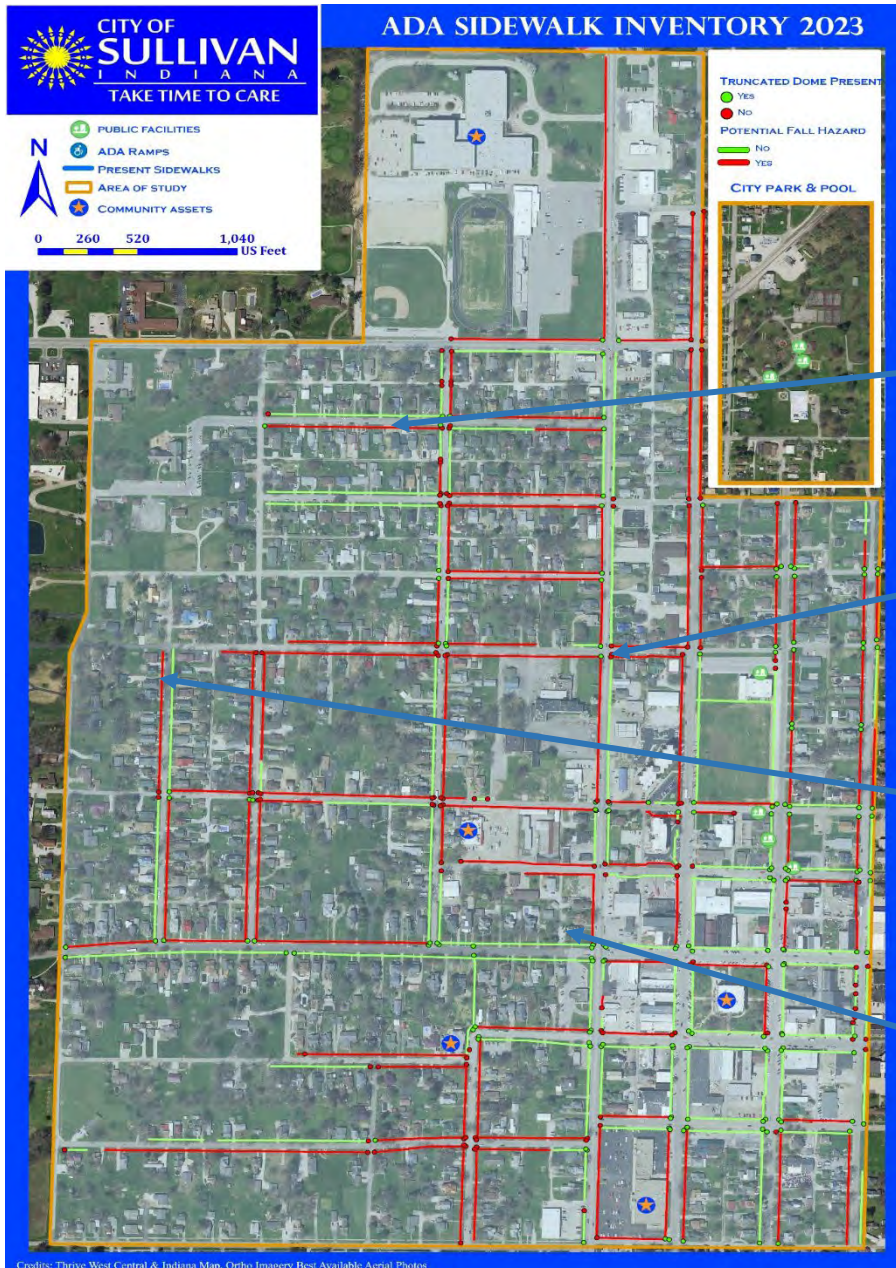 CITY OF
SULLIVAN
INDIANA
TAKE TIME TO CARE
ADA SIDEWALK INVENTORY 2023
PUBLIC FACILITIES
ADA RAMPS
PRESENT SIDEWALKS
AREA OF STUDY
COMMUNITY ASSETS
N
0 260 520 1,040
US Feet
TRUNCATED DOME PRESENT
YES
NO
POTENTIAL FALL HAZARD
NO
YES
CITY PARK & POOL
Credits: Thrive West Central & Indiana Map, Ortho Imagery Best Available Aerial Photos